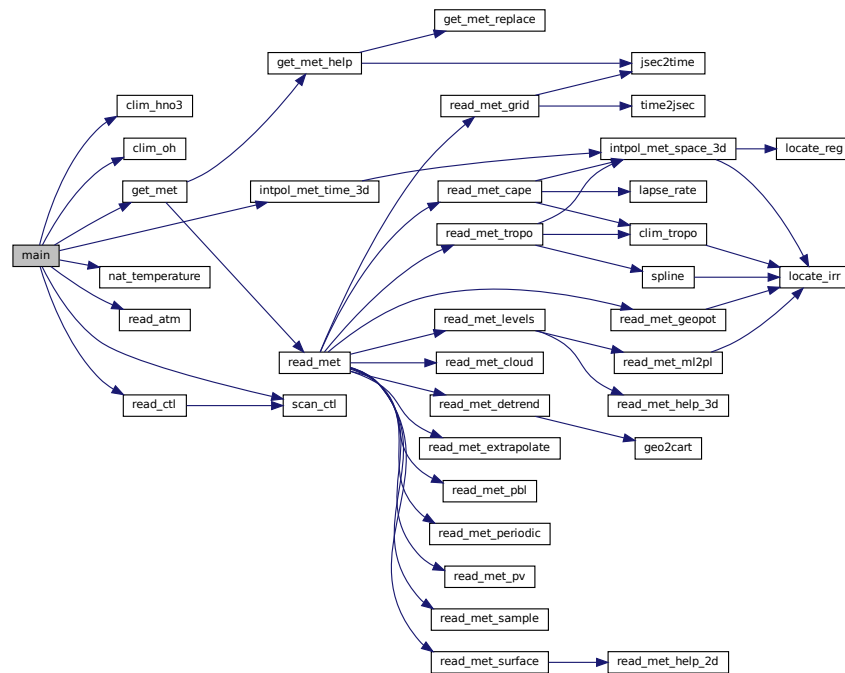 get_met_replace
get_met_help
jsec2time
clim_hno3
read_met_grid
time2jsec
clim_oh
intpol_met_space_3d
locate_reg
get_met
intpol_met_time_3d
read_met_cape
lapse_rate
read_met_tropo
clim_tropo
main
nat_temperature
spline
locate_irr
read_atm
read_met_levels
read_met_geopot
read_met
read_met_cloud
read_met_ml2pl
read_ctl
scan_ctl
read_met_detrend
read_met_help_3d
read_met_extrapolate
geo2cart
read_met_pbl
read_met_periodic
read_met_pv
read_met_sample
read_met_surface
read_met_help_2d